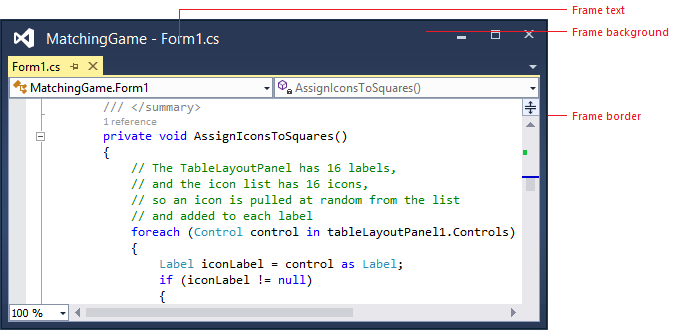 Frame text
MatchingGame - Form1.cs
Frame background
Form1.cs
MatchingGame.Form1
AssignIconsToSquares()
/// </summary>
1 reference
private void AssignIconsToSquares()
{
// The TableLayoutPanel has 16 labels,
// and the icon list has 16 icons,
// so an icon is pulled at random from the list
// and added to each label
foreach (Control control in tableLayoutPanel1.Controls)
{
Label iconLabel = control as Label;
if (iconLabel != null)
{
Frame border
100 %